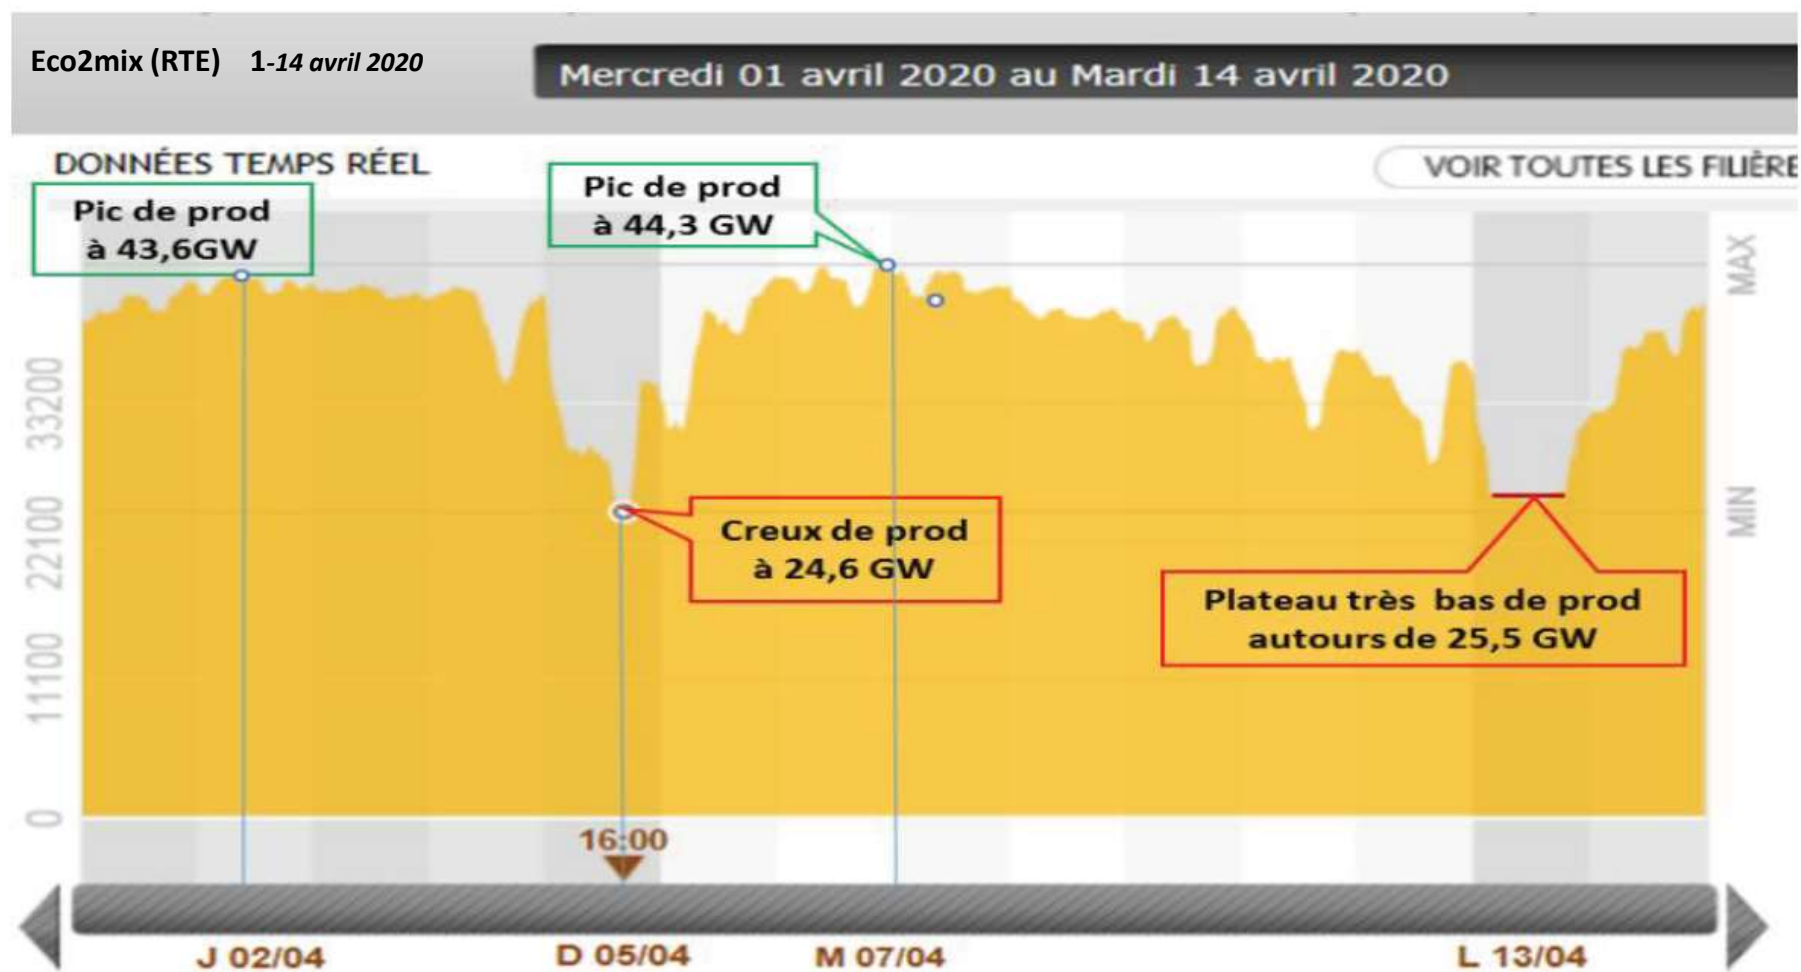 Eco2mix (RTE) 1-14 avril 2020
Mercredi 01 avril 2020 au Mardi 14 avril 2020
DONNÉES TEMPS RÉEL
VOIR TOUTES LES FILIÈRE
Pic de prod
à 43,6GW
Pic de prod
à 44,3 GW
MAX
33200
Creux de prod
à 24,6 GW
MIN
22100
Plateau très bas de prod
autours de 25,5 GW
11100
0
16:00
J 02/04
D 05/04
M 07/04
L 13/04